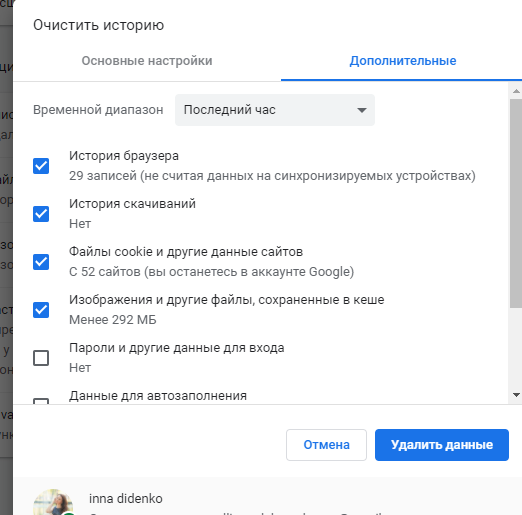 Очистить историю
Основные настройки
Дополнительные
Временной диапазон
Последний час
История браузера
29 записей (не считая данных на синхронизируемых устройствах)
История скачиваний
Нет
Файлы cookie и другие данные сайтов
С 52 сайтов (вы останетесь в аккаунте Google)
Изображения и другие файлы, сохраненные в кеше
Менее 292 МБ
Пароли и другие данные для входа
Нет
Данные для автозаполнения
Отмена
Удалить данные
inna didenko